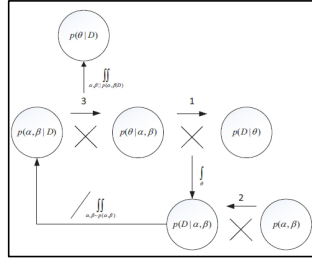 p(θ | D)
∬
α,β | p(α,β|D)
3
1
p(α, β | D)
p(θ | α, β)
p(D | θ)
∫
θ
/ ∬
α,β~p(α,β)
2
p(D | α, β)
p(α, β)